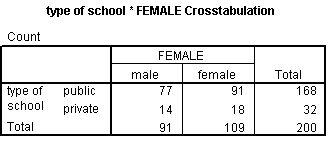 type of school * FEMALE Crosstabulation
Count
FEMALE
male female Total
type of public 77 91 168
school private 14 18 32
Total 91 109 200